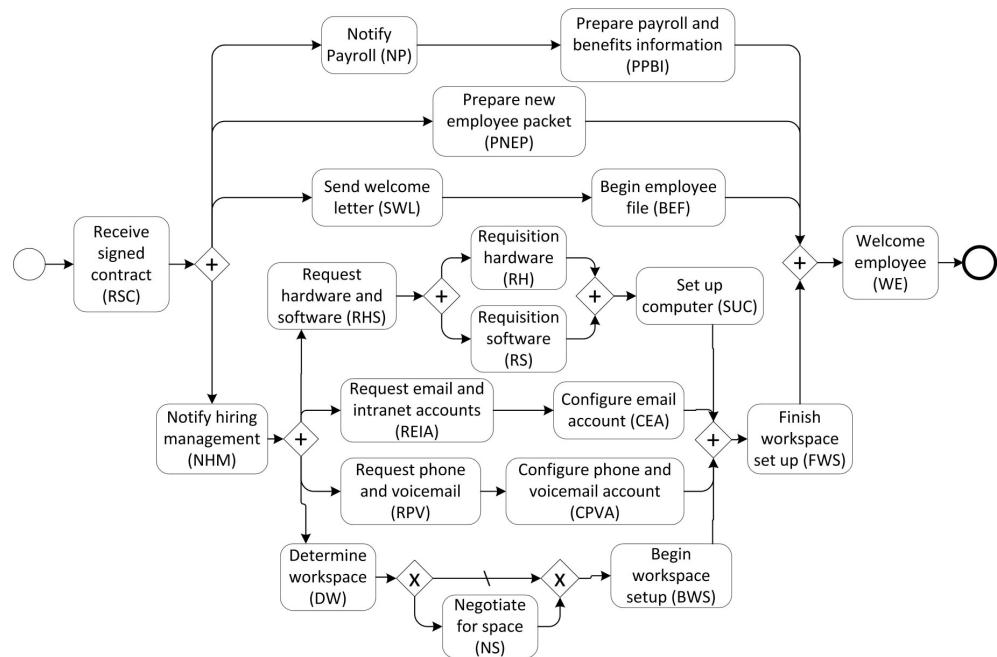 Notify
Payroll (NP)
Prepare payroll and
benefits information
(PPBI)
Prepare new
employee packet
(PNEP)
Send welcome
letter (SWL)
Begin employee
file (BEF)
Receive
signed
contract
(RSC)
+
Request
hardware and
software (RHS)
+
Requisition
hardware
(RH)
Requisition
software
(RS)
+
Set up
computer (SUC)
+
Welcome
employee
(WE)
Notify hiring
management
(NHM)
+
Request email and
intranet accounts
(REIA)
Configure email
account (CEA)
Request phone
and voicemail
(RPV)
Configure phone and
voicemail account
(CPVA)
+
Finish
workspace
set up (FWS)
Determine
workspace
(DW)
X
Negotiate
for space
(NS)
X
Begin
workspace
setup (BWS)